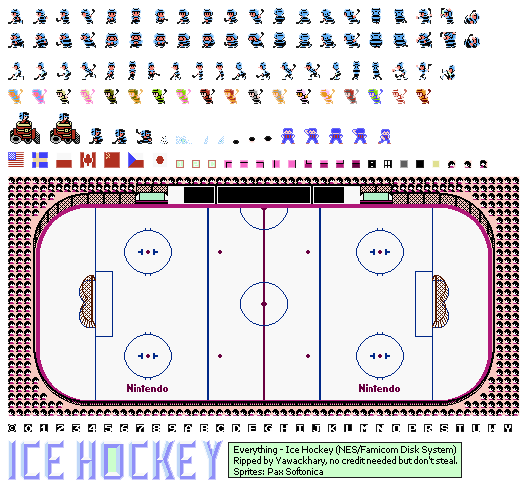 Nintendo Nintendo
© 0 1 2 3 4 5 6 7 8 9 A B C D E F G H I J K L M N O P Q R S T U V
ICE HOCKEY
Everything - Ice Hockey (NES/Famicom Disk System)
Ripped by Yawackhary, no credit needed but don't steal.
Sprites: Pax Softonica